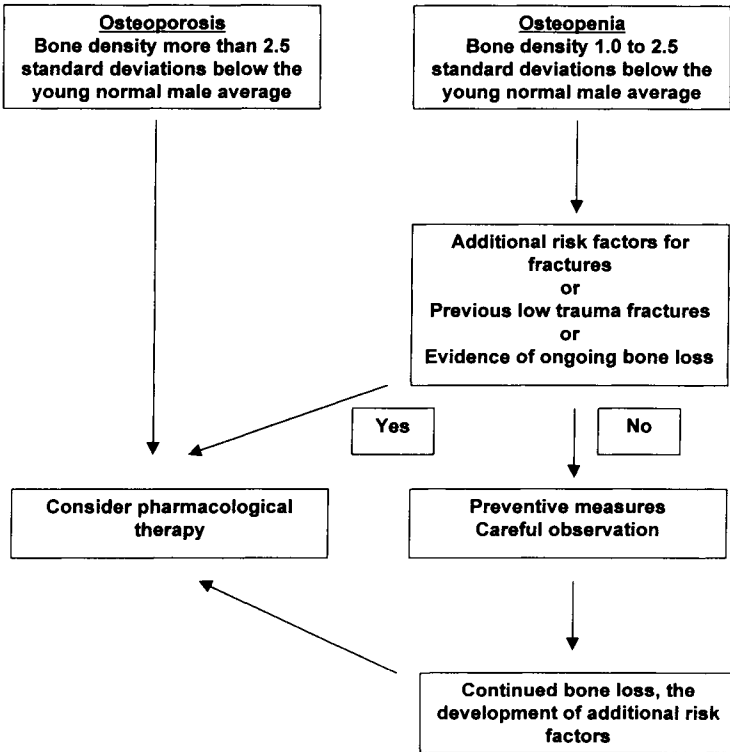 Osteoporosis
Bone density more than 2.5
standard deviations below the
young normal male average
Osteopenia
Bone density 1.0 to 2.5
standard deviations below the
young normal male average
Additional risk factors for
fractures
or
Previous low trauma fractures
or
Evidence of ongoing bone loss
Yes
No
Consider pharmacological
therapy
Preventive measures
Careful observation
Continued bone loss, the
development of additional risk
factors